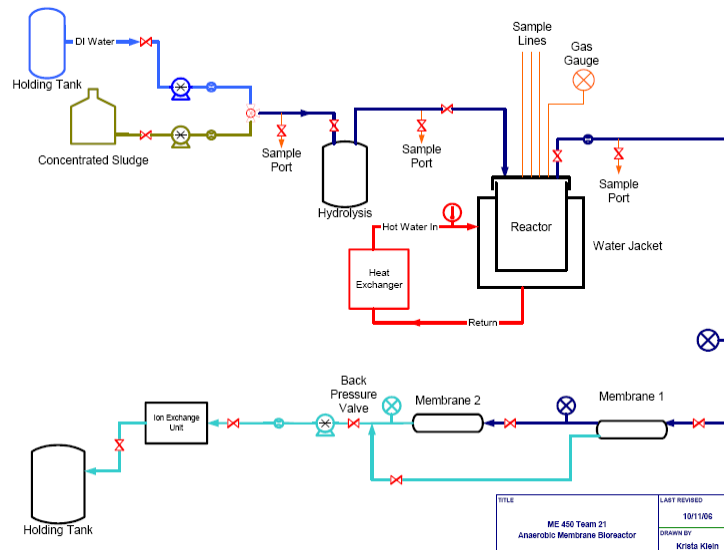 DI Water
Holding Tank
Concentrated Sludge
Sample
Port
Hydrolysis
Sample
Port
Sample
Lines
Gas
Gauge
Sample
Port
Reactor
Water Jacket
Hot Water In
Heat
Exchanger
Return
Back
Pressure
Valve
Membrane 2
Membrane 1
Ion Exchange
Unit
Holding Tank
TITLE
ME 450 Team 21
Anaerobic Membrane Bioreactor
LAST REVISED
10/11/06
DRAWN BY
Krista Klein